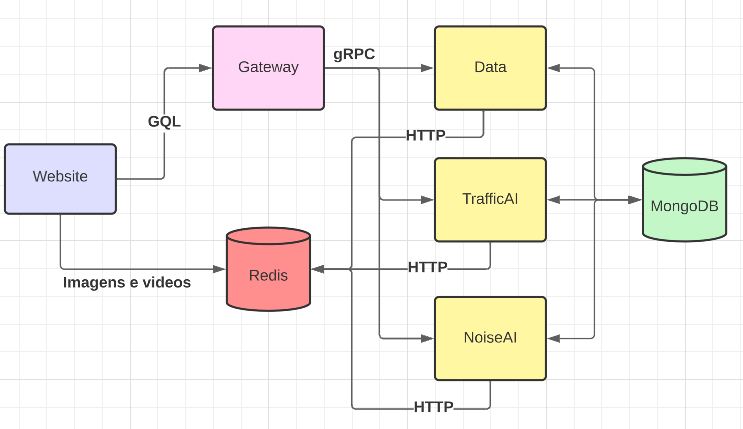 Gateway
gRPC
Data
GQL
HTTP
Website
TrafficAI
MongoDB
Redis
HTTP
Imagens e videos
NoiseAI
HTTP